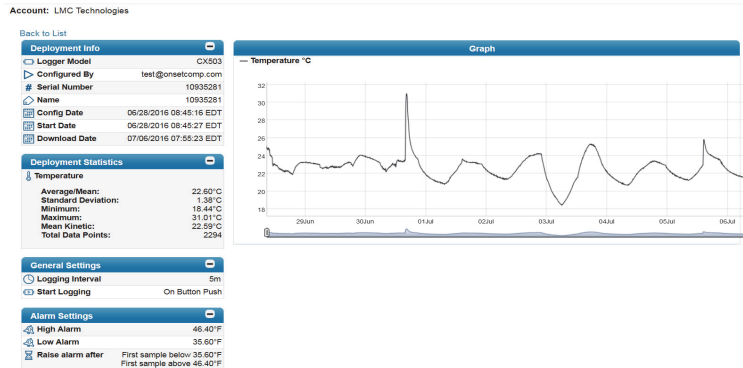 Account: LMC Technologies
Back to List
Deployment Info
Logger Model CX503
Configured By test@onsetcomp.com
# Serial Number 10935281
Name 10935281
Config Date 06/28/2016 08:45:16 EDT
Start Date 06/28/2016 08:45:27 EDT
Download Date 07/06/2016 07:55:23 EDT
Deployment Statistics
Temperature
Average/Mean: 22.60°C
Standard Deviation: 1.38°C
Minimum: 18.44°C
Maximum: 31.01°C
Mean Kinetic: 22.59°C
Total Data Points: 2294
General Settings
Logging Interval 5m
Start Logging On Button Push
Alarm Settings
High Alarm 46.40°F
Low Alarm 35.60°F
Raise alarm after First sample below 35.60°F
First sample above 46.40°F
Graph
Temperature °C
32
30
28
26
24
22
20
18
29Jun 30Jun 01Jul 02Jul 03Jul 04Jul 05Jul 06Jul